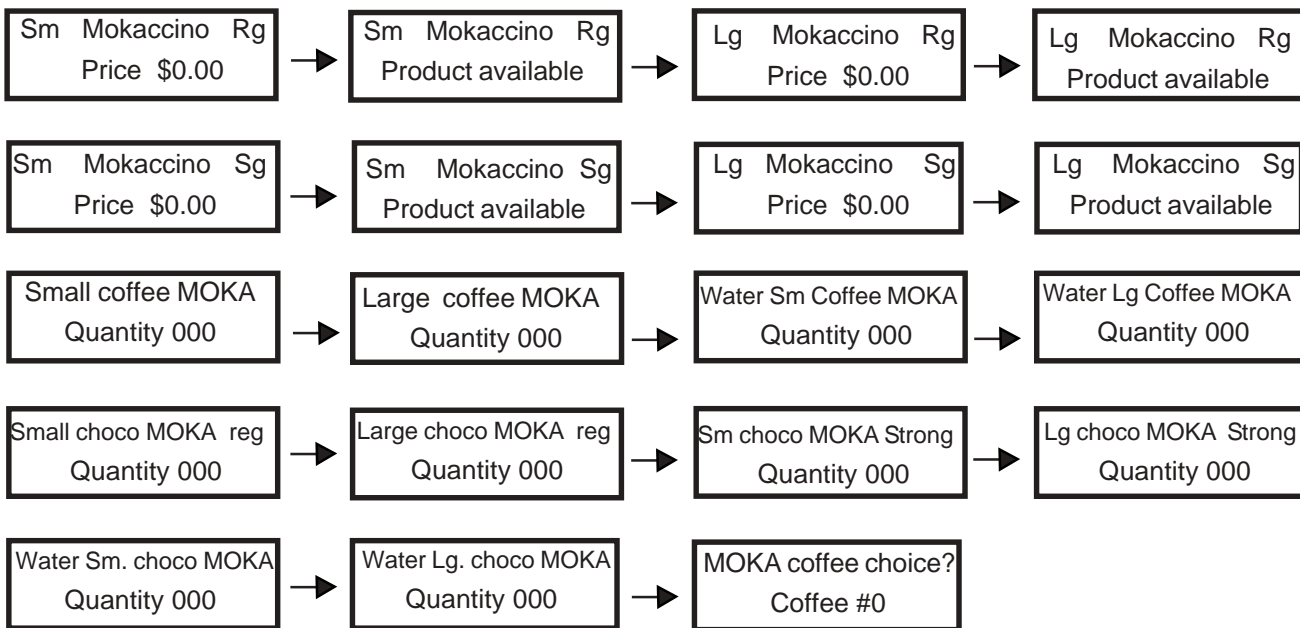 Sm Mokaccino Rg
Price $0.00
Sm Mokaccino Rg
Product available
Lg Mokaccino Rg
Price $0.00
Lg Mokaccino Rg
Product available
Sm Mokaccino Sg
Price $0.00
Sm Mokaccino Sg
Product available
Lg Mokaccino Sg
Price $0.00
Lg Mokaccino Sg
Product available
Small coffee MOKA
Quantity 000
Large coffee MOKA
Quantity 000
Water Sm Coffee MOKA
Quantity 000
Water Lg Coffee MOKA
Quantity 000
Small choco MOKA reg
Quantity 000
Large choco MOKA reg
Quantity 000
Sm choco MOKA Strong
Quantity 000
Lg choco MOKA Strong
Quantity 000
Water Sm. choco MOKA
Quantity 000
Water Lg. choco MOKA
Quantity 000
MOKA coffee choice?
Coffee #0